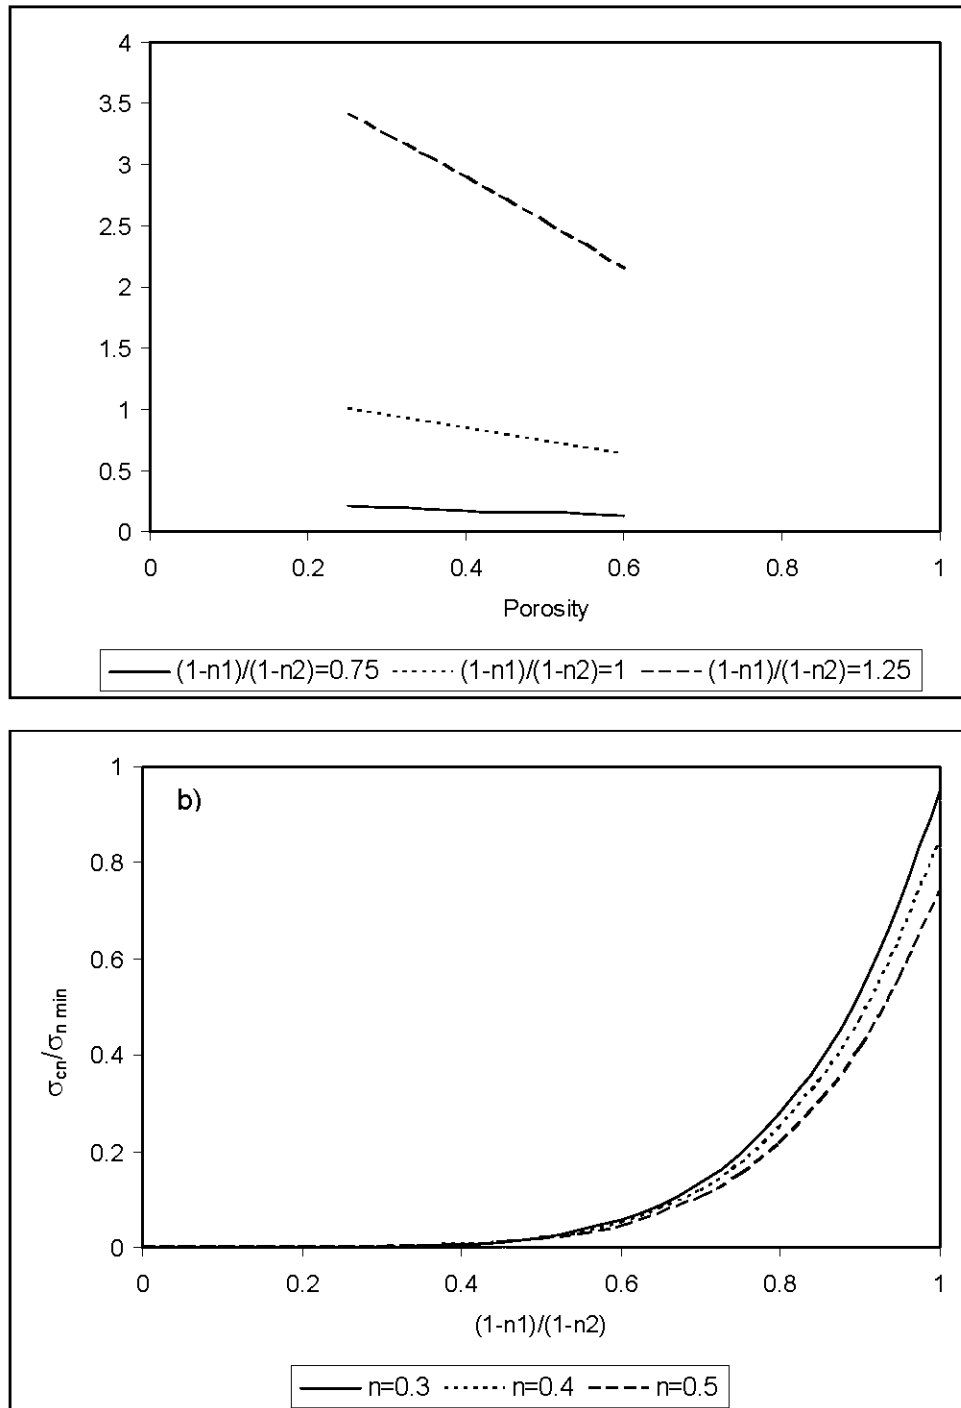 4
3.5
3
2.5
2
1.5
1
0.5
0
0 0.2 0.4 0.6 0.8 1
Porosity
(1-n1)/(1-n2)=0.75 (1-n1)/(1-n2)=1 (1-n1)/(1-n2)=1.25
b)
1
0.8
0.6
0.4
0.2
0
σcn/σn min
0 0.2 0.4 0.6 0.8 1
(1-n1)/(1-n2)
n=0.3 n=0.4 n=0.5